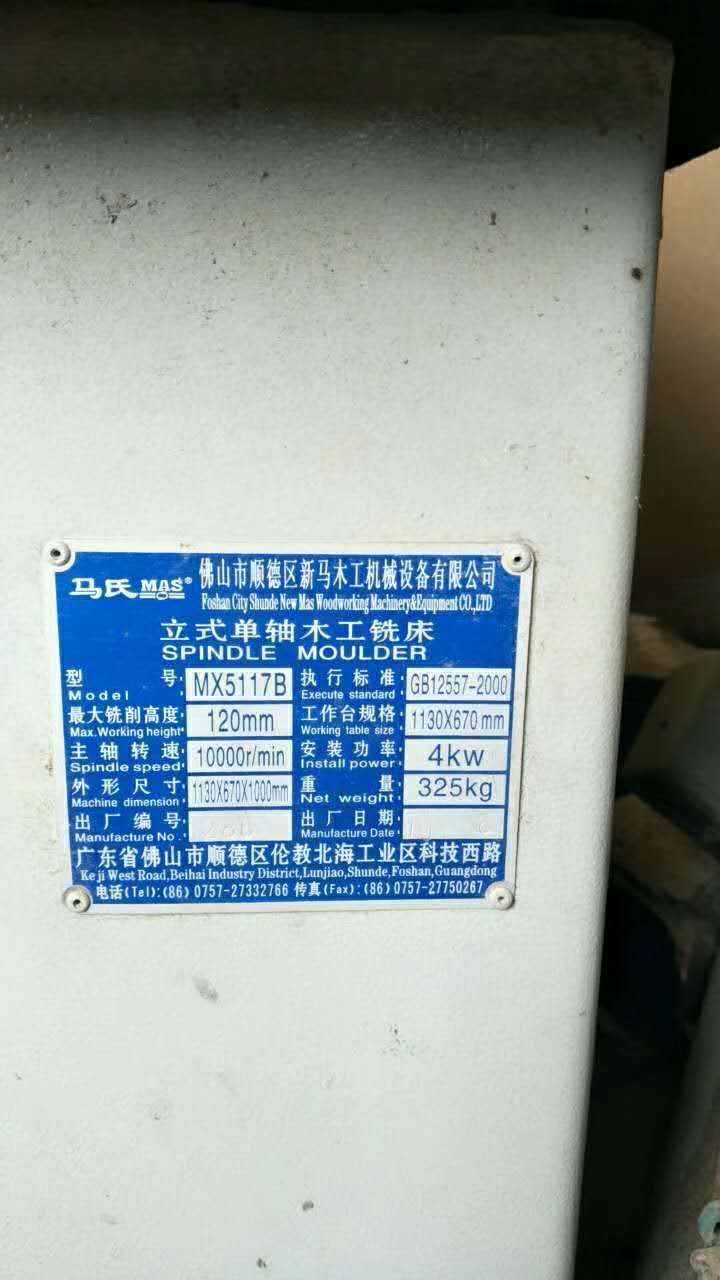 马氏 MAS®
佛山市顺德区新马木工机械设备有限公司
Foshan City Shunde New Mas Woodworking Machinery&Equipment CO.,LTD
立式单轴木工铣床
SPINDLE MOULDER
型号: MX5117B 执行标准: GB12557-2000
Model Execute standard
最大铣削高度: 120mm 工作台规格: 1130X670mm
Max.Working height Working table size
主轴转速: 10000r/min 安装功率: 4kw
Spindle speed Install power
外形尺寸: 1130X670X1000mm 重量: 325kg
Machine dimension Net weight
出厂编号: 出厂日期:
Manufacture No. Manufacture Date
广东省佛山市顺德区伦教北海工业区科技西路
Keji West Road,Beihai Industry District,Lunjiao,Shunde,Foshan,Guangdong
电话(Tel):(86)0757-27332766 传真(Fax):(86)0757-27750267